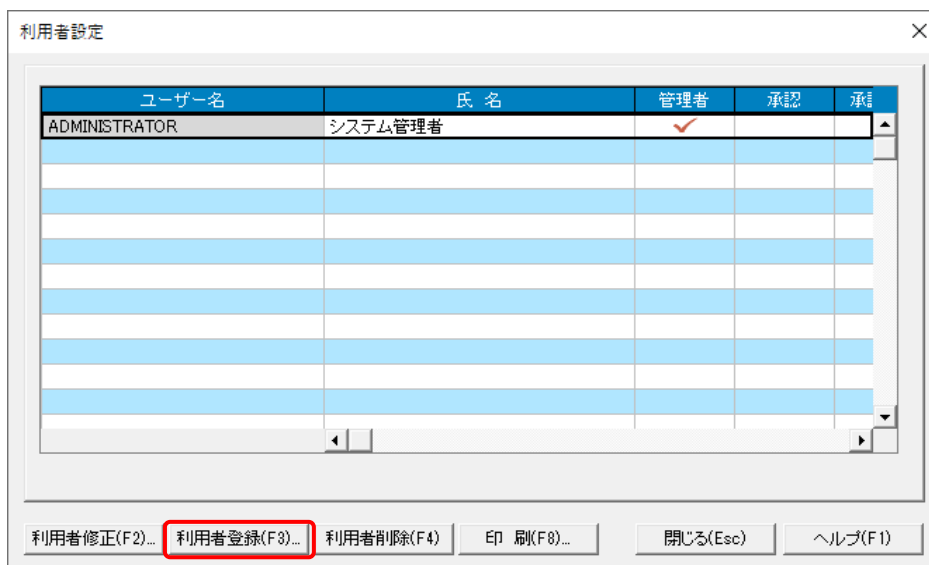 利用者設定
ユーザー名 氏 名 管理者 承認
ADMINISTRATOR システム管理者
利用者修正(F2)... 利用者登録(F3)... 利用者削除(F4) 印 刷(F8)... 閉じる(Esc) ヘルプ(F1)